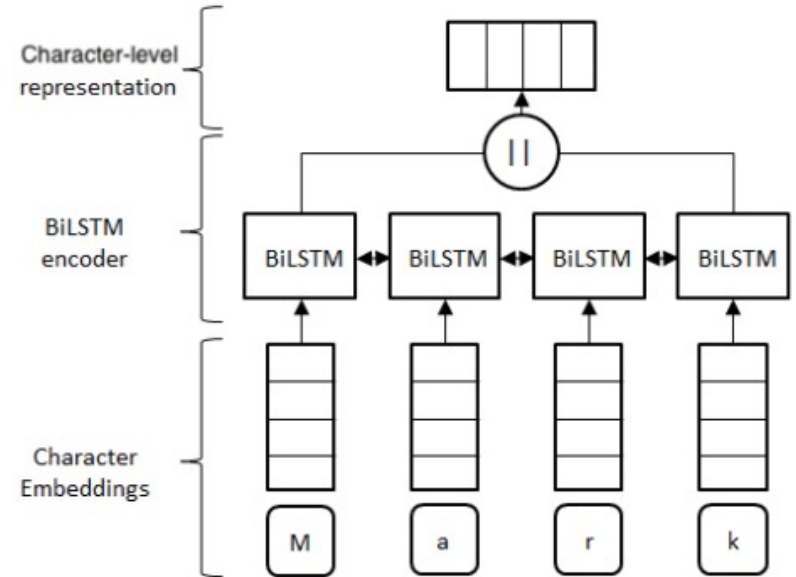 Character-level
representation
||
BiLSTM
encoder
BiLSTM BiLSTM BiLSTM BiLSTM
Character
Embeddings
M a r k